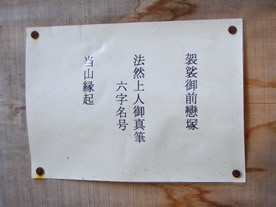 袈裟御前戀塚
法然上人御真筆
六字名号
当山縁起